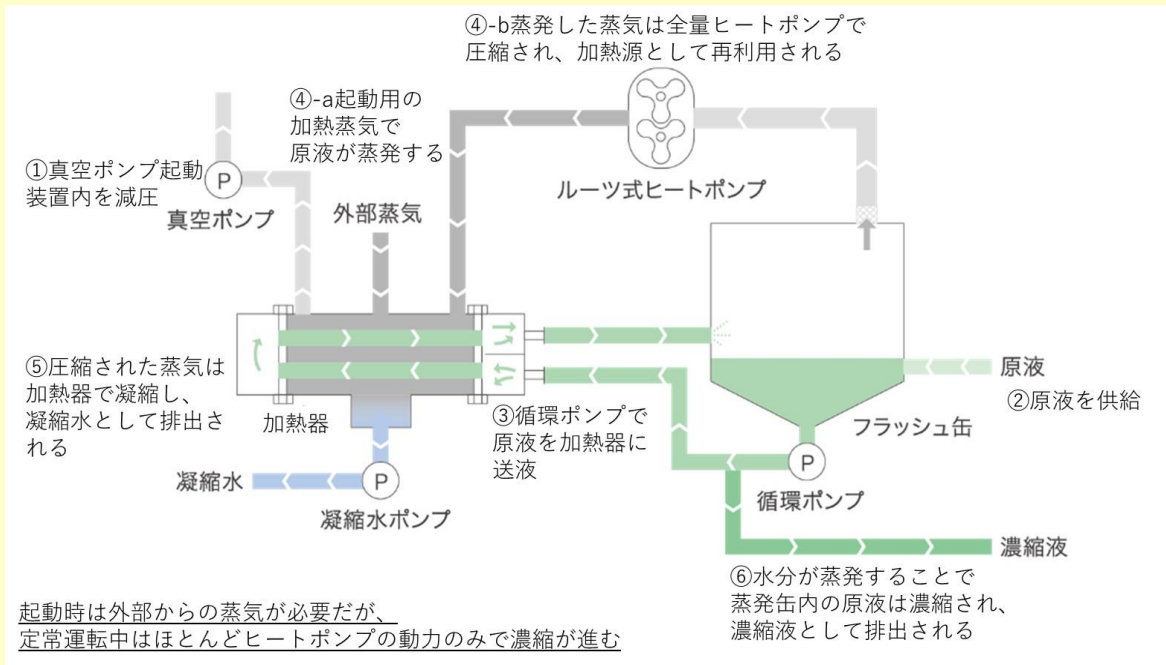 ④-b蒸発した蒸気は全量ヒートポンプで
圧縮され、加熱源として再利用される
④-a起動用の
加熱蒸気で
原液が蒸発する
①真空ポンプ起動
装置内を減圧
P
真空ポンプ
ルーツ式ヒートポンプ
外部蒸気
⑤圧縮された蒸気は
加熱器で凝縮し、
凝縮水として排出さ
れる
加熱器
③循環ポンプで
原液を加熱器に
送液
原液
②原液を供給
フラッシュ缶
P
循環ポンプ
凝縮水
P
凝縮水ポンプ
濃縮液
⑥水分が蒸発することで
蒸発缶内の原液は濃縮され、
濃縮液として排出される
起動時は外部からの蒸気が必要だが、
定常運転中はほとんどヒートポンプの動力のみで濃縮が進む